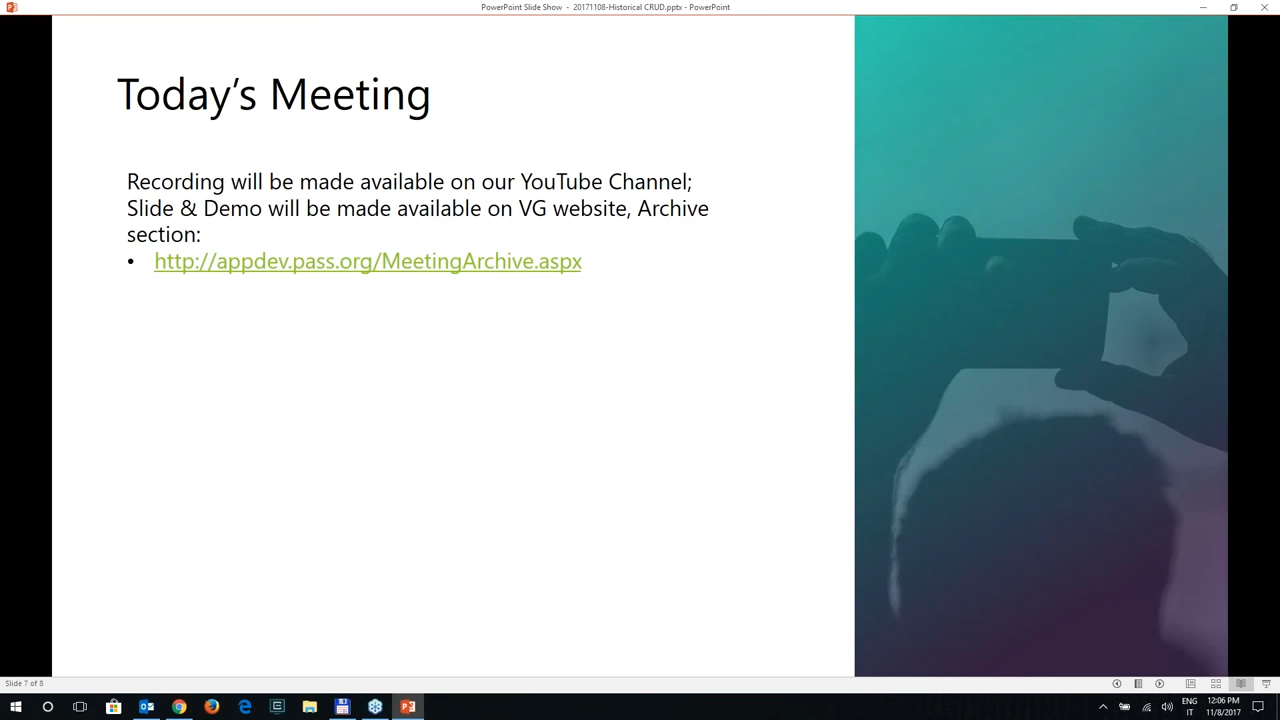 PowerPoint Slide Show - 20171108-Historical CRUD.pptx - PowerPoint
Today’s Meeting
Recording will be made available on our YouTube Channel;
Slide & Demo will be made available on VG website, Archive
section:
• http://appdev.pass.org/MeetingArchive.aspx
Slide 7 of 8
ENG
IT
12:06 PM
11/8/2017